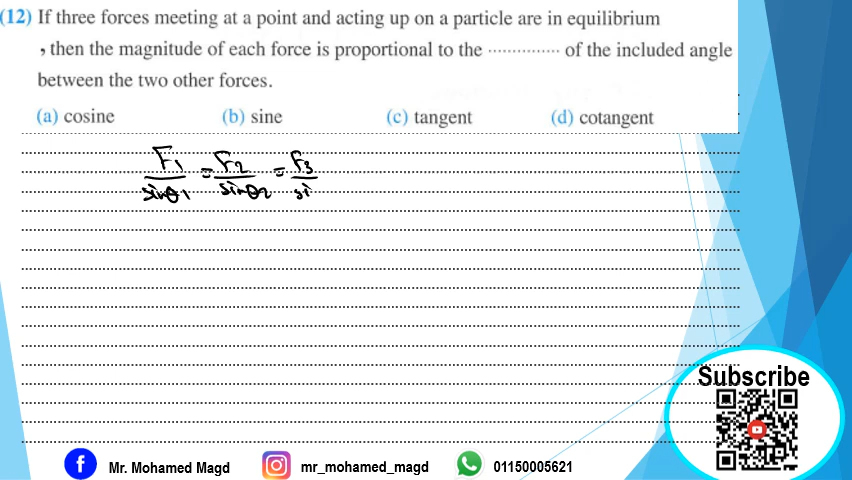 (12) If three forces meeting at a point and acting up on a particle are in equilibrium
, then the magnitude of each force is proportional to the ............... of the included angle
between the two other forces.
(a) cosine (b) sine (c) tangent (d) cotangent
F1/sinθ1 = F2/sinθ2 = F3/si
Subscribe
Mr. Mohamed Magd mr_mohamed_magd 01150005621